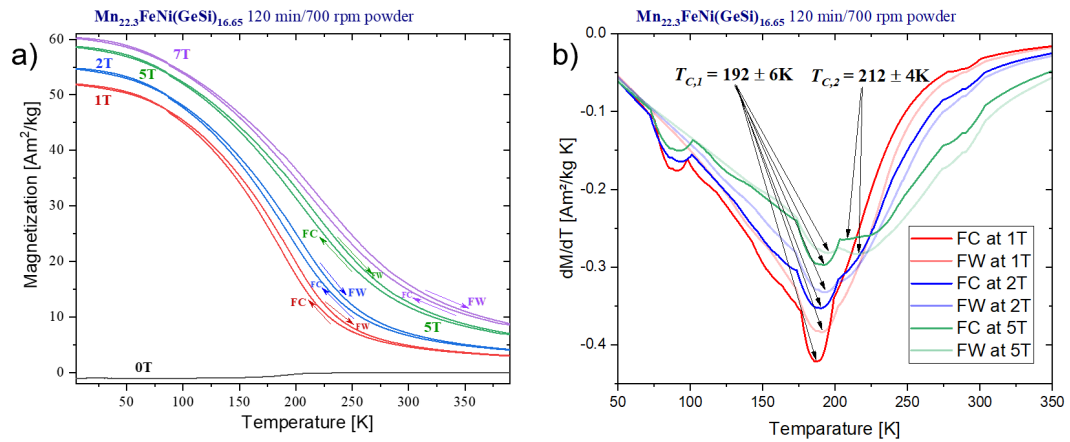 Mn22.3FeNi(GeSi)16.65 120 min/700 rpm powder
a)
60
50
40
30
20
10
0
Magnetization [Am²/kg]
7T
2T
5T
1T
FC
FW
FC
FW
FC
FW
FC
FW
5T
0T
50
100
150
200
250
300
350
Temperature [K]
Mn22.3FeNi(GeSi)16.65 120 min/700 rpm powder
b)
0.0
-0.1
-0.2
-0.3
-0.4
dM/dT [Am²/kg K]
TC,1 = 192 ± 6K
TC,2 = 212 ± 4K
FC at 1T
FW at 1T
FC at 2T
FW at 2T
FC at 5T
FW at 5T
50
100
150
200
250
300
350
Temparature [K]